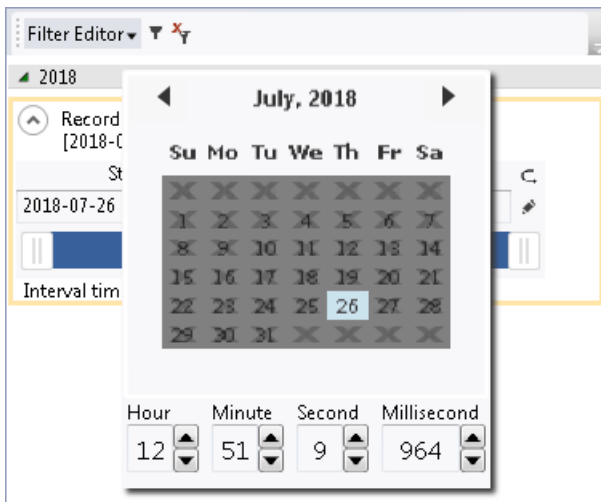 Filter Editor
2018
July, 2018
Record
[2018-0
Su Mo Tu We Th Fr Sa
St
2018-07-26
1 2 3 4 5 6 7
8 9 10 11 12 13 14
15 16 17 18 19 20 21
Interval tim
22 23 24 25 26 27 28
29 30 31
Hour Minute Second Millisecond
12 51 9 964